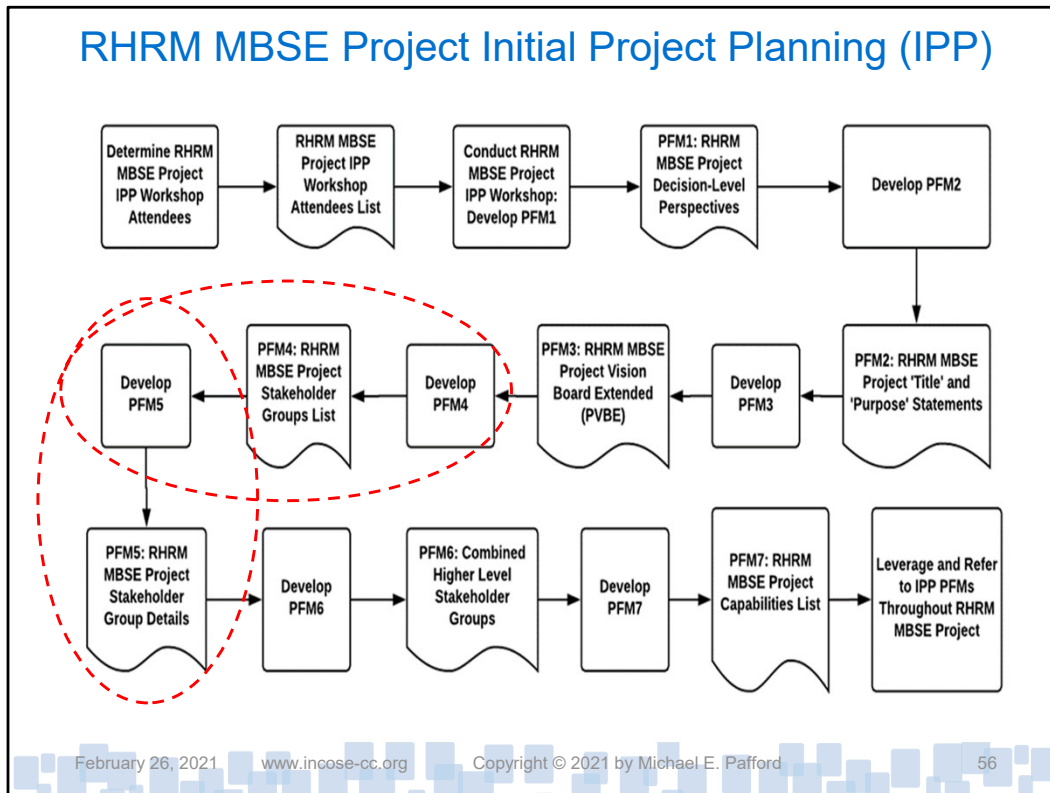 RHRM MBSE Project Initial Project Planning (IPP)
Determine RHRM
MBSE Project
IPP Workshop
Attendees
RHRM MBSE
Project IPP
Workshop
Attendees List
Conduct RHRM
MBSE Project
IPP Workshop:
Develop PFM1
PFM1: RHRM
MBSE Project
Decision-Level
Perspectives
Develop PFM2
PFM2: RHRM MBSE
Project 'Title' and
'Purpose' Statements
Develop
PFM3
PFM3: RHRM MBSE
Project Vision
Board Extended
(PVBE)
Develop
PFM4
PFM4: RHRM
MBSE Project
Stakeholder
Groups List
Develop
PFM5
PFM5: RHRM
MBSE Project
Stakeholder
Group Details
Develop
PFM6
PFM6: Combined
Higher Level
Stakeholder
Groups
Develop
PFM7
PFM7: RHRM
MBSE Project
Capabilities List
Leverage and Refer
to IPP PFMs
Throughout RHRM
MBSE Project
February 26, 2021 www.incose-cc.org Copyright © 2021 by Michael E. Pafford 56